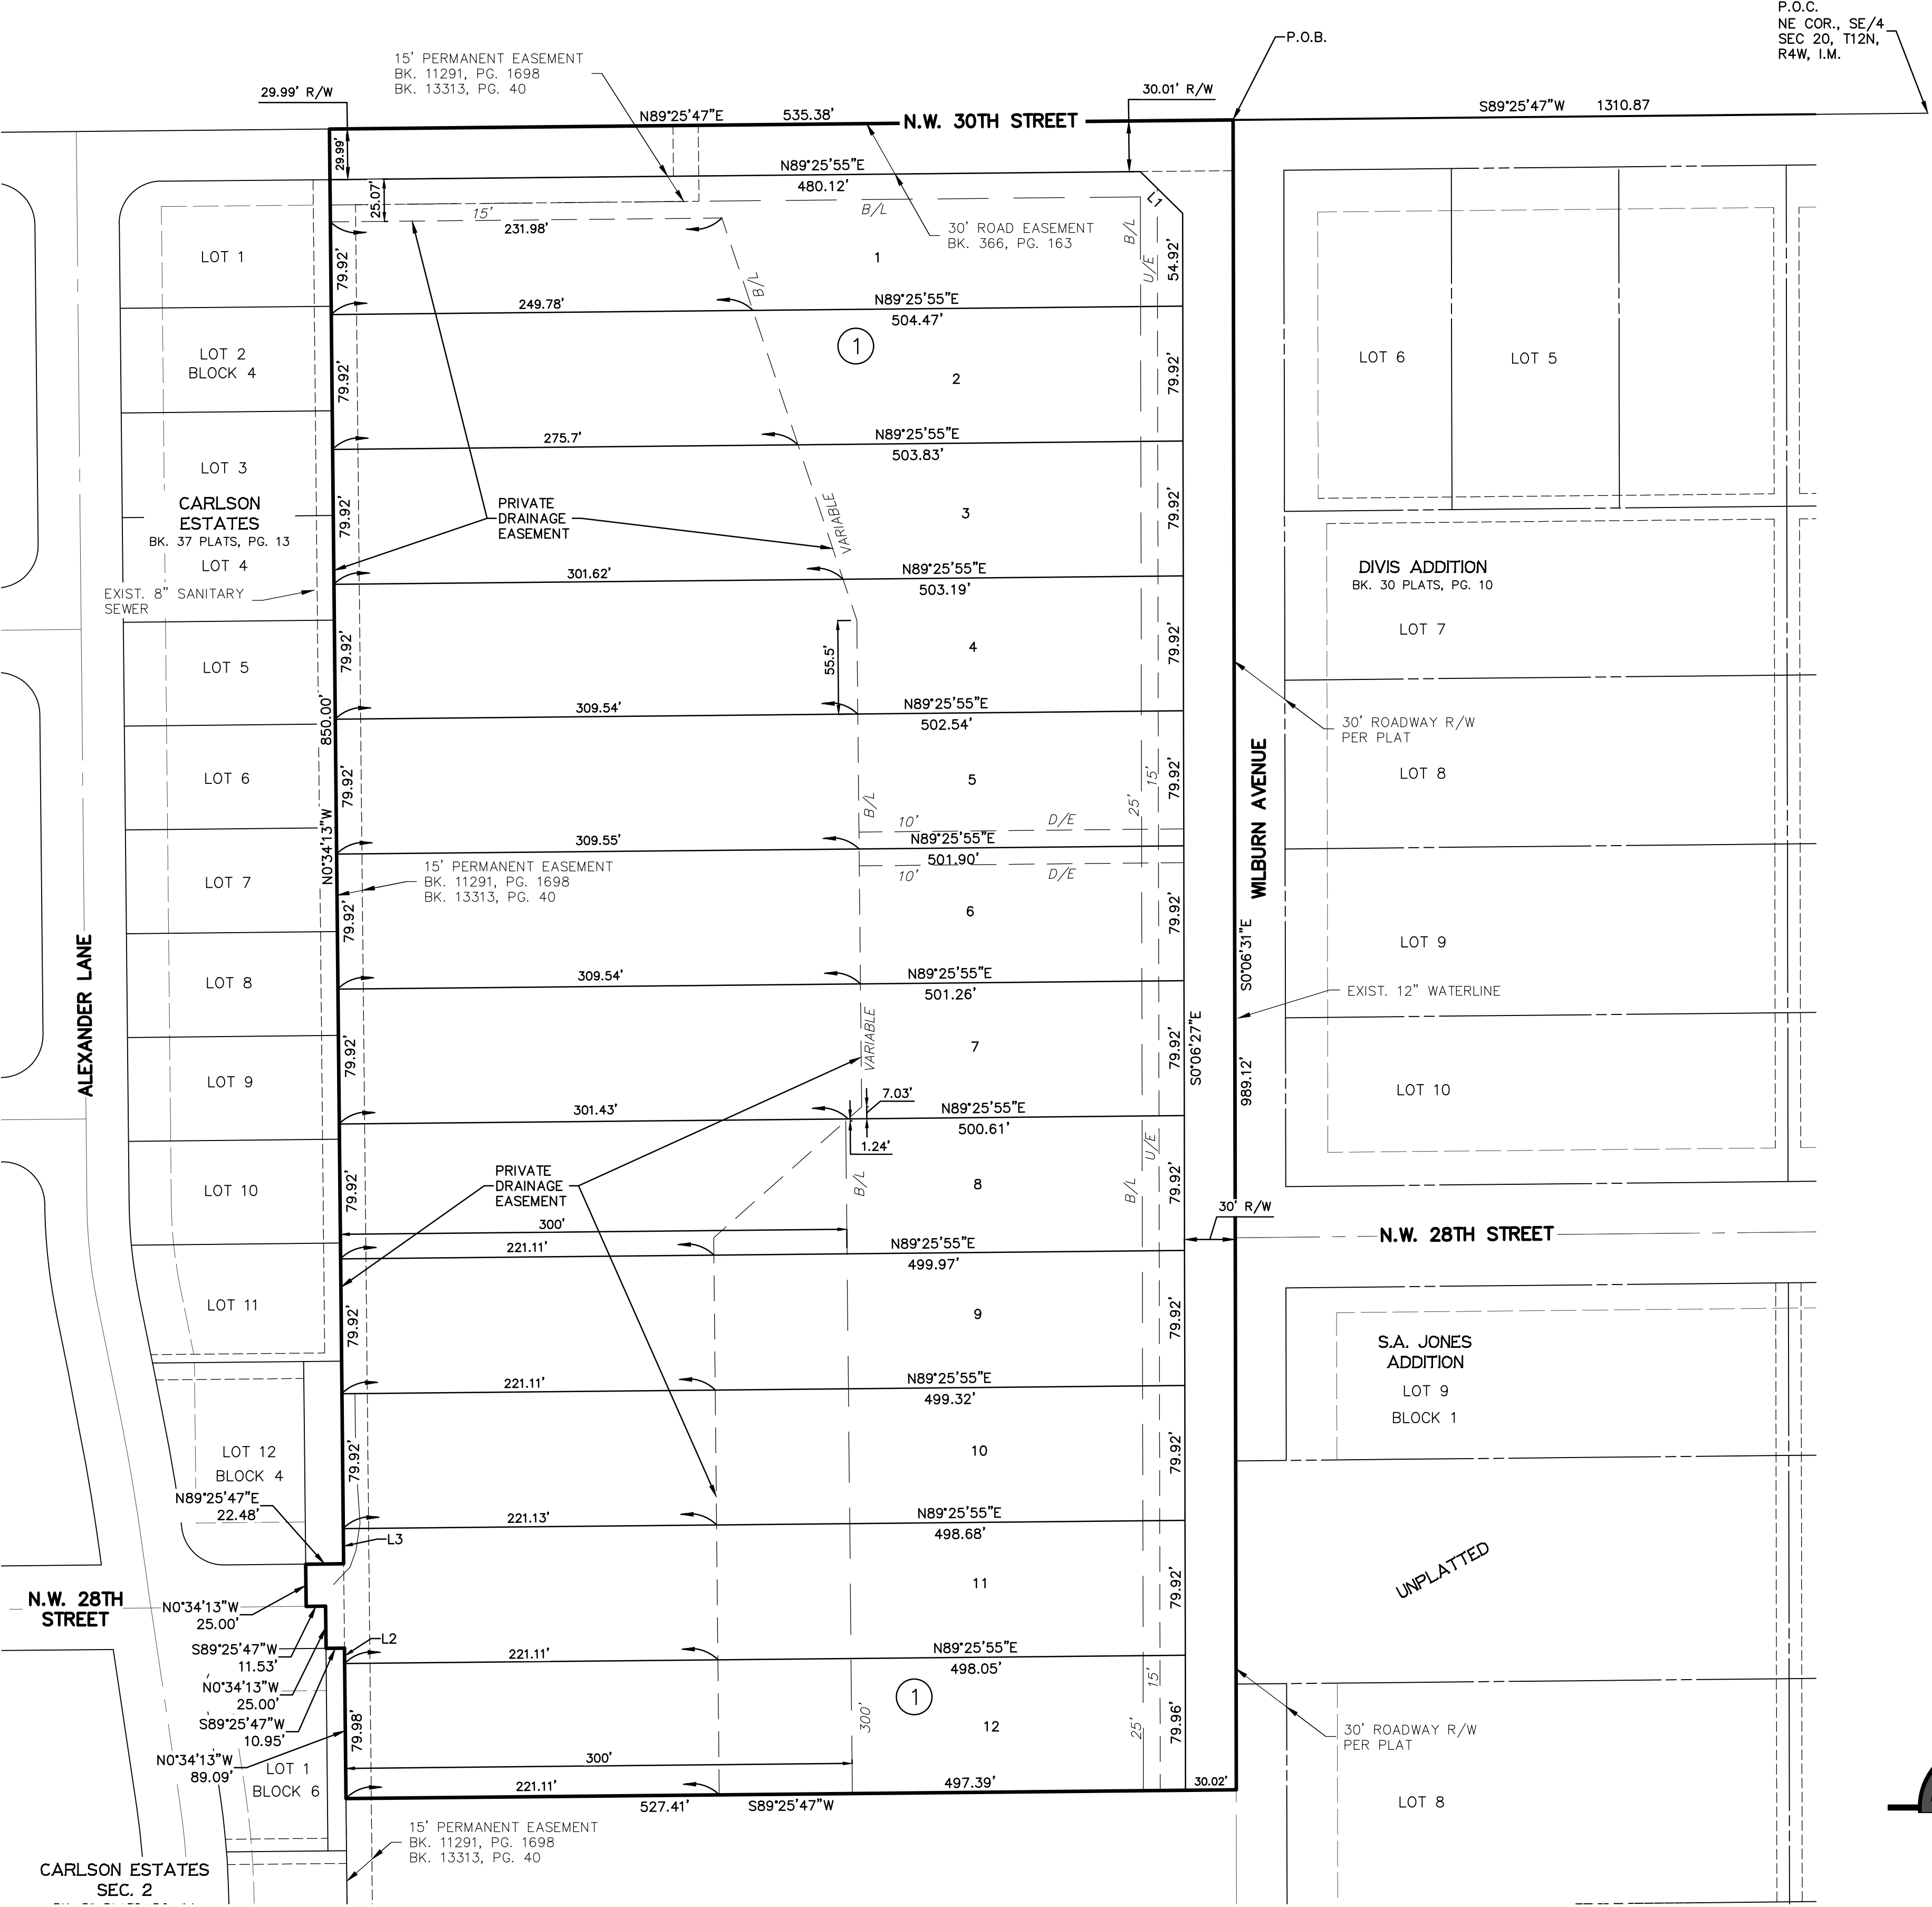 P.O.C.
NE COR., SE/4
SEC 20, T12N,
R4W, I.M.
P.O.B.
15' PERMANENT EASEMENT
BK. 11291, PG. 1698
BK. 13313, PG. 40
29.99' R/W
30.01' R/W
S89°25'47"W 1310.87
N89°25'47"E 535.38'
N.W. 30TH STREET
29.99'
N89°25'55"E
480.12'
25.07'
15'
231.98'
B/L
L1
30' ROAD EASEMENT
BK. 366, PG. 163
B/L
U/E
54.92'
LOT 1
79.92'
1
B/L
249.78'
N89°25'55"E
504.47'
1
LOT 2
BLOCK 4
79.92'
2
79.92'
LOT 6
LOT 5
275.7'
N89°25'55"E
503.83'
LOT 3
CARLSON
ESTATES
BK. 37 PLATS, PG. 13
LOT 4
79.92'
PRIVATE
DRAINAGE
EASEMENT
VARIABLE
3
79.92'
DIVIS ADDITION
BK. 30 PLATS, PG. 10
EXIST. 8" SANITARY
SEWER
301.62'
N89°25'55"E
503.19'
LOT 7
LOT 5
79.92'
55.5'
4
79.92'
309.54'
N89°25'55"E
502.54'
850.00'
N0°34'13"W
30' ROADWAY R/W
PER PLAT
LOT 6
79.92'
5
B/L
25'
15'
79.92'
WILBURN AVENUE
LOT 8
10'
D/E
309.55'
N89°25'55"E
501.90'
10'
D/E
15' PERMANENT EASEMENT
BK. 11291, PG. 1698
BK. 13313, PG. 40
LOT 7
79.92'
6
79.92'
LOT 9
S0°06'31"E
989.12'
ALEXANDER LANE
LOT 8
309.54'
N89°25'55"E
501.26'
EXIST. 12" WATERLINE
LOT 9
79.92'
VARIABLE
7
79.92'
S0°06'27"E
LOT 10
7.03'
301.43'
N89°25'55"E
500.61'
1.24'
LOT 10
79.92'
PRIVATE
DRAINAGE
EASEMENT
B/L
8
B/L
U/E
79.92'
30' R/W
300'
221.11'
N89°25'55"E
499.97'
N.W. 28TH STREET
LOT 11
79.92'
9
79.92'
S.A. JONES
ADDITION
LOT 9
BLOCK 1
221.11'
N89°25'55"E
499.32'
LOT 12
BLOCK 4
79.92'
10
79.92'
N89°25'47"E
22.48'
221.13'
N89°25'55"E
498.68'
L3
11
79.92'
UNPLATTED
N.W. 28TH
STREET
N0°34'13"W
25.00'
S89°25'47"W
11.53'
L2
221.11'
N89°25'55"E
498.05'
N0°34'13"W
25.00'
S89°25'47"W
10.95'
1
12
79.98'
300'
25'
15'
79.96'
30' ROADWAY R/W
PER PLAT
N0°34'13"W
89.09'
LOT 1
BLOCK 6
300'
221.11'
497.39'
30.02'
527.41'
S89°25'47"W
LOT 8
15' PERMANENT EASEMENT
BK. 11291, PG. 1698
BK. 13313, PG. 40
CARLSON ESTATES
SEC. 2